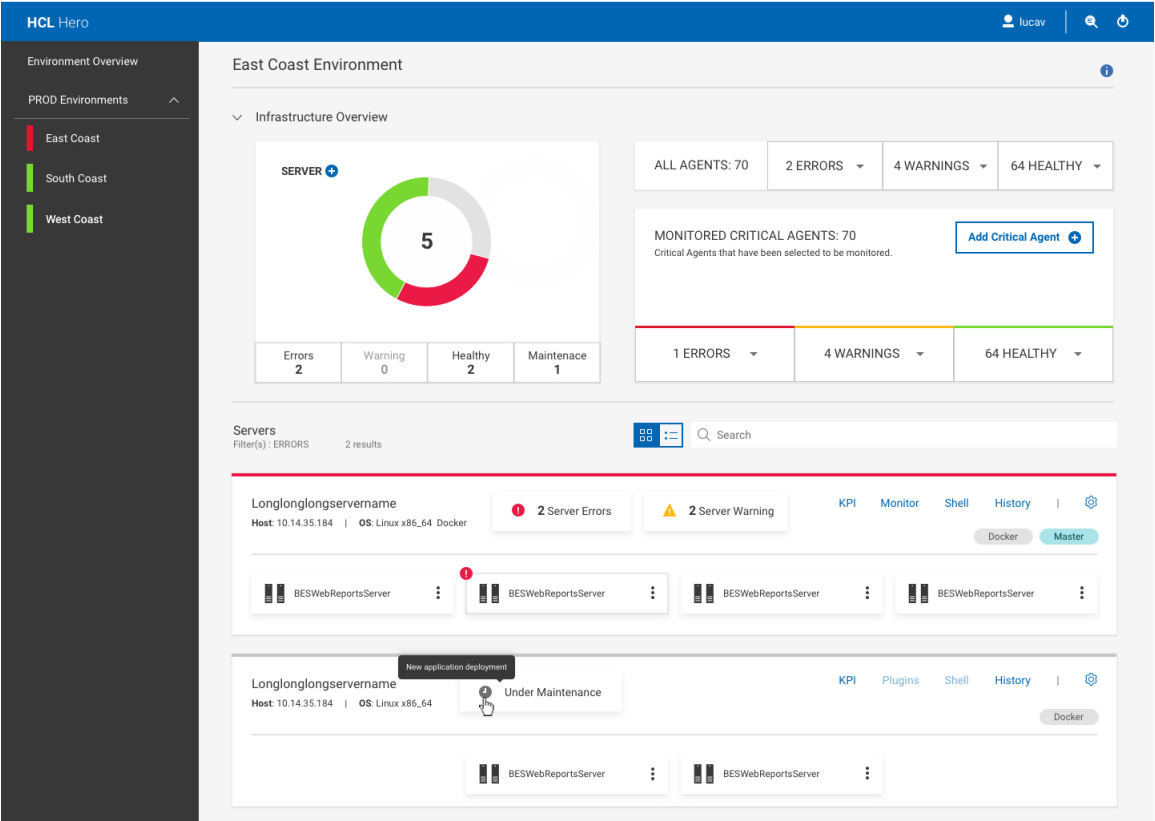 HCL Hero
lucav
Environment Overview
PROD Environments
East Coast
South Coast
West Coast
East Coast Environment
Infrastructure Overview
SERVER
5
Errors
2
Warning
0
Healthy
2
Maintenace
1
ALL AGENTS: 70
2 ERRORS
4 WARNINGS
64 HEALTHY
MONITORED CRITICAL AGENTS: 70
Critical Agents that have been selected to be monitored.
Add Critical Agent
1 ERRORS
4 WARNINGS
64 HEALTHY
Servers
Filter(s) : ERRORS 2 results
Search
Longlonglongservername
Host: 10.14.35.184 | OS: Linux x86_64 Docker
2 Server Errors
2 Server Warning
KPI Monitor Shell History |
Docker Master
BESWebReportsServer
BESWebReportsServer
BESWebReportsServer
BESWebReportsServer
New application deployment
Longlonglongservername
Host: 10.14.35.184 | OS: Linux x86_64
Under Maintenance
KPI Plugins Shell History |
Docker
BESWebReportsServer
BESWebReportsServer